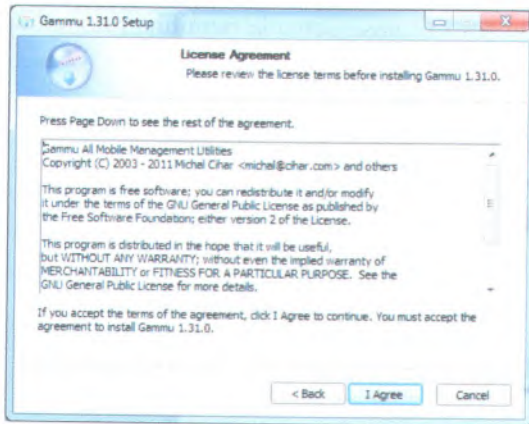 Gammu 1.31.0 Setup
License Agreement
Please review the license terms before installing Gammu 1.31.0.
Press Page Down to see the rest of the agreement.
Gammu All Mobile Management Utilities
Copyright (C) 2003 - 2011 Michal Cihar <michal@cihar.com> and others
This program is free software; you can redistribute it and/or modify
it under the terms of the GNU General Public License as published by
the Free Software Foundation; either version 2 of the License.
This program is distributed in the hope that it will be useful,
but WITHOUT ANY WARRANTY; without even the implied warranty of
MERCHANTABILITY or FITNESS FOR A PARTICULAR PURPOSE. See the
GNU General Public License for more details.
If you accept the terms of the agreement, click I Agree to continue. You must accept the
agreement to install Gammu 1.31.0.
< Back I Agree Cancel